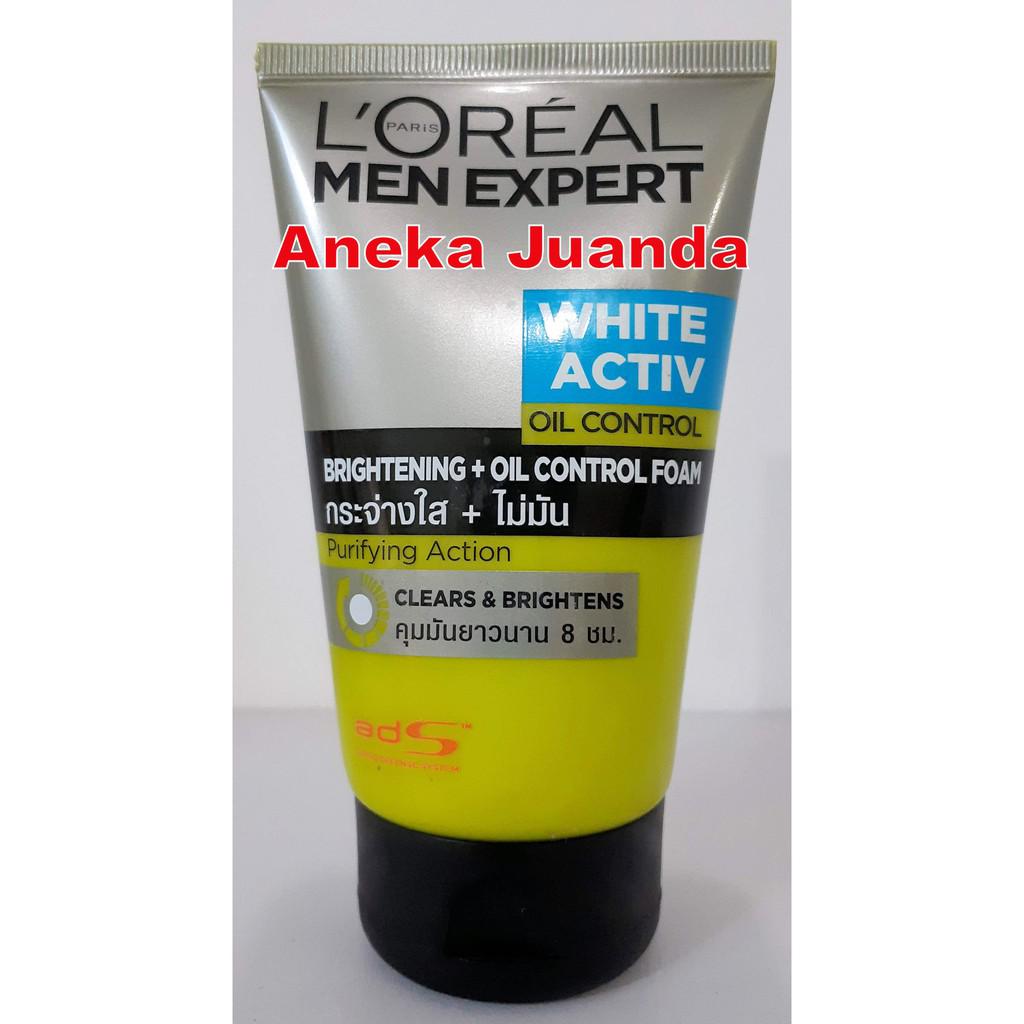 L'ORÉAL
PARIS
MEN EXPERT
Aneka Juanda
WHITE
ACTIV
OIL CONTROL
BRIGHTENING + OIL CONTROL FOAM
กระจ่างใส + ไม่มัน
Purifying Action
CLEARS & BRIGHTENS
คุมมันยาวนาน 8 ชม.
adS™
SYSTEM